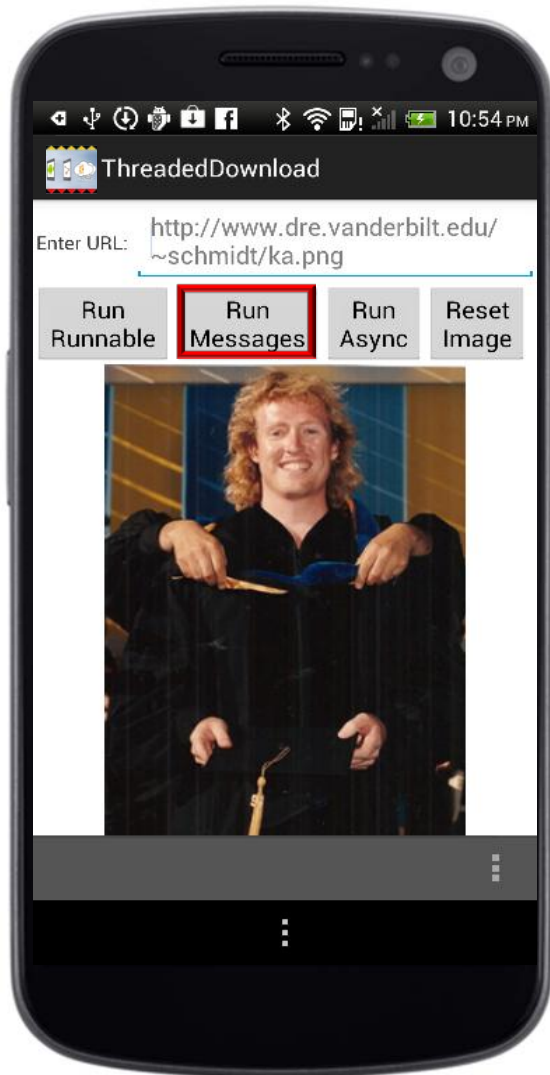 10:54 PM
ThreadedDownload
Enter URL:
http://www.dre.vanderbilt.edu/
~schmidt/ka.png
Run
Runnable
Run
Messages
Run
Async
Reset
Image